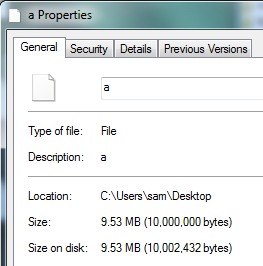 a Properties
General Security Details Previous Versions
a
Type of file: File
Description: a
Location: C:\Users\sam\Desktop
Size: 9.53 MB (10,000,000 bytes)
Size on disk: 9.53 MB (10,002,432 bytes)